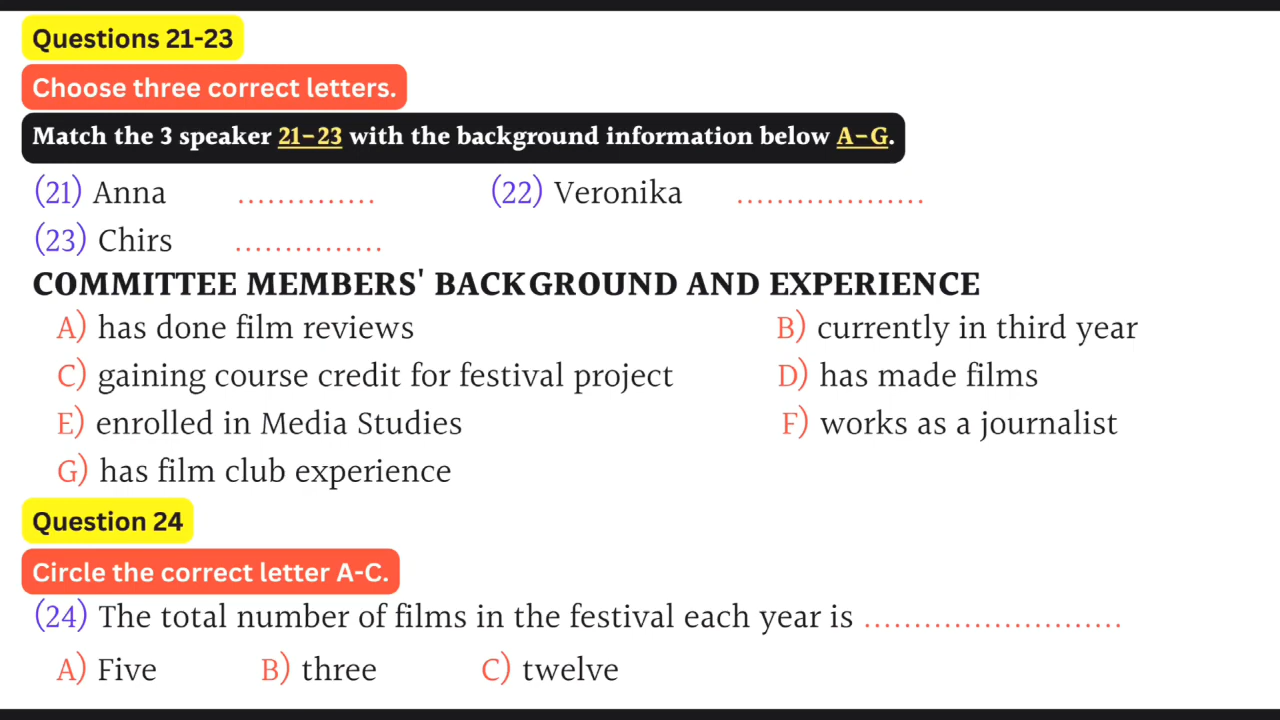 Questions 21-23
Choose three correct letters.
Match the 3 speaker 21-23 with the background information below A-G.
(21) Anna .............. (22) Veronika ...................
(23) Chirs ...............
COMMITTEE MEMBERS' BACKGROUND AND EXPERIENCE
A) has done film reviews B) currently in third year
C) gaining course credit for festival project D) has made films
E) enrolled in Media Studies F) works as a journalist
G) has film club experience
Question 24
Circle the correct letter A-C.
(24) The total number of films in the festival each year is ..........................
A) Five B) three C) twelve